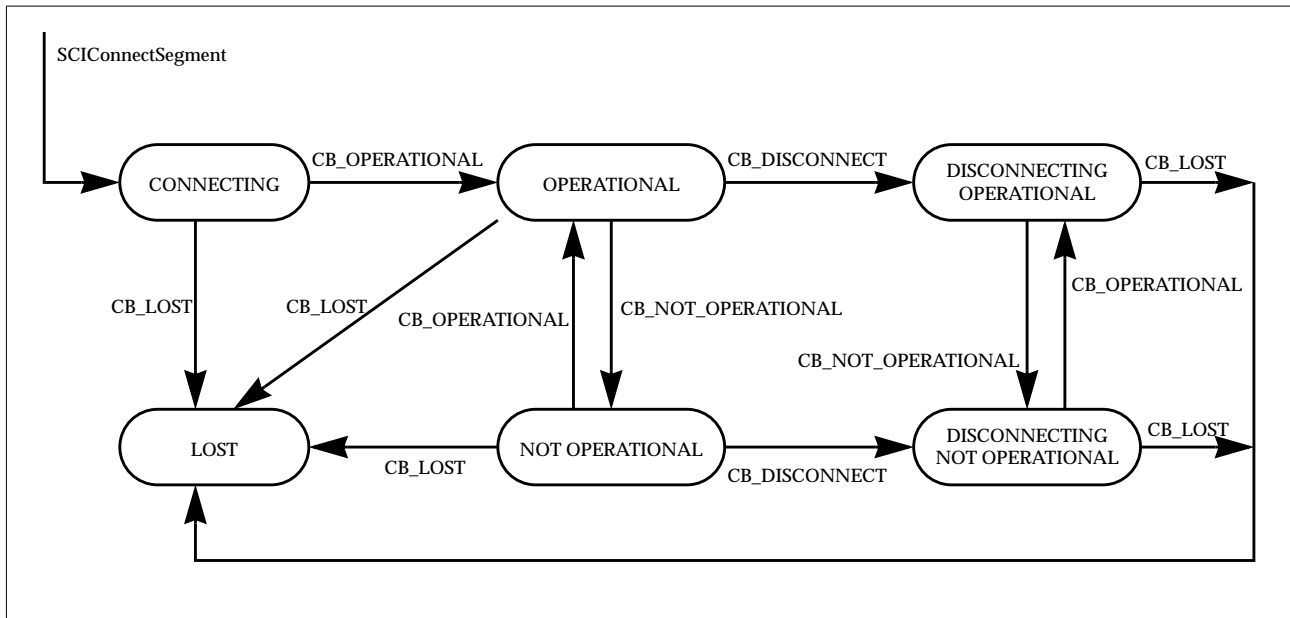 SCIConnectSegment
CB_OPERATIONAL
CB_DISCONNECT
CB_LOST
CONNECTING
OPERATIONAL
DISCONNECTING
OPERATIONAL
CB_LOST
CB_LOST
CB_OPERATIONAL
CB_NOT_OPERATIONAL
CB_OPERATIONAL
CB_NOT_OPERATIONAL
LOST
CB_LOST
NOT OPERATIONAL
CB_DISCONNECT
DISCONNECTING
NOT OPERATIONAL
CB_LOST